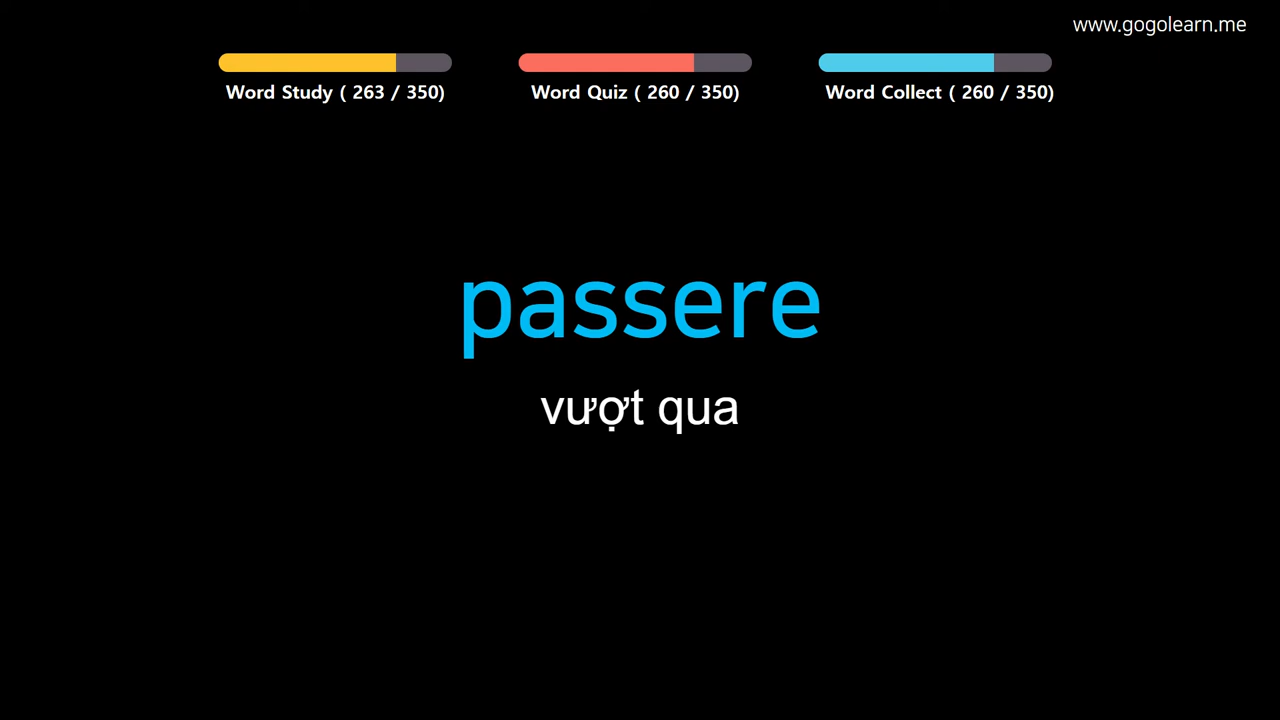 www.gogolearn.me
Word Study ( 263 / 350)
Word Quiz ( 260 / 350)
Word Collect ( 260 / 350)
passere
vượt qua